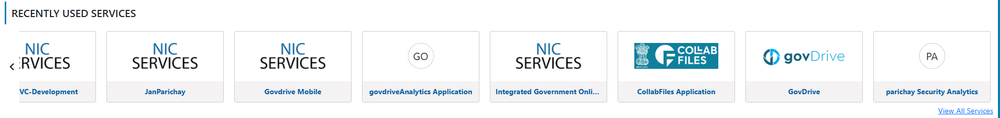 RECENTLY USED SERVICES
NIC
ERVICES
VC-Development
NIC
SERVICES
JanParichay
NIC
SERVICES
Govdrive Mobile
GO
govdriveAnalytics Application
NIC
SERVICES
Integrated Government Onli...
COLLAB
FILES
CollabFiles Application
govDrive
GovDrive
PA
parichay Security Analytics
View All Services